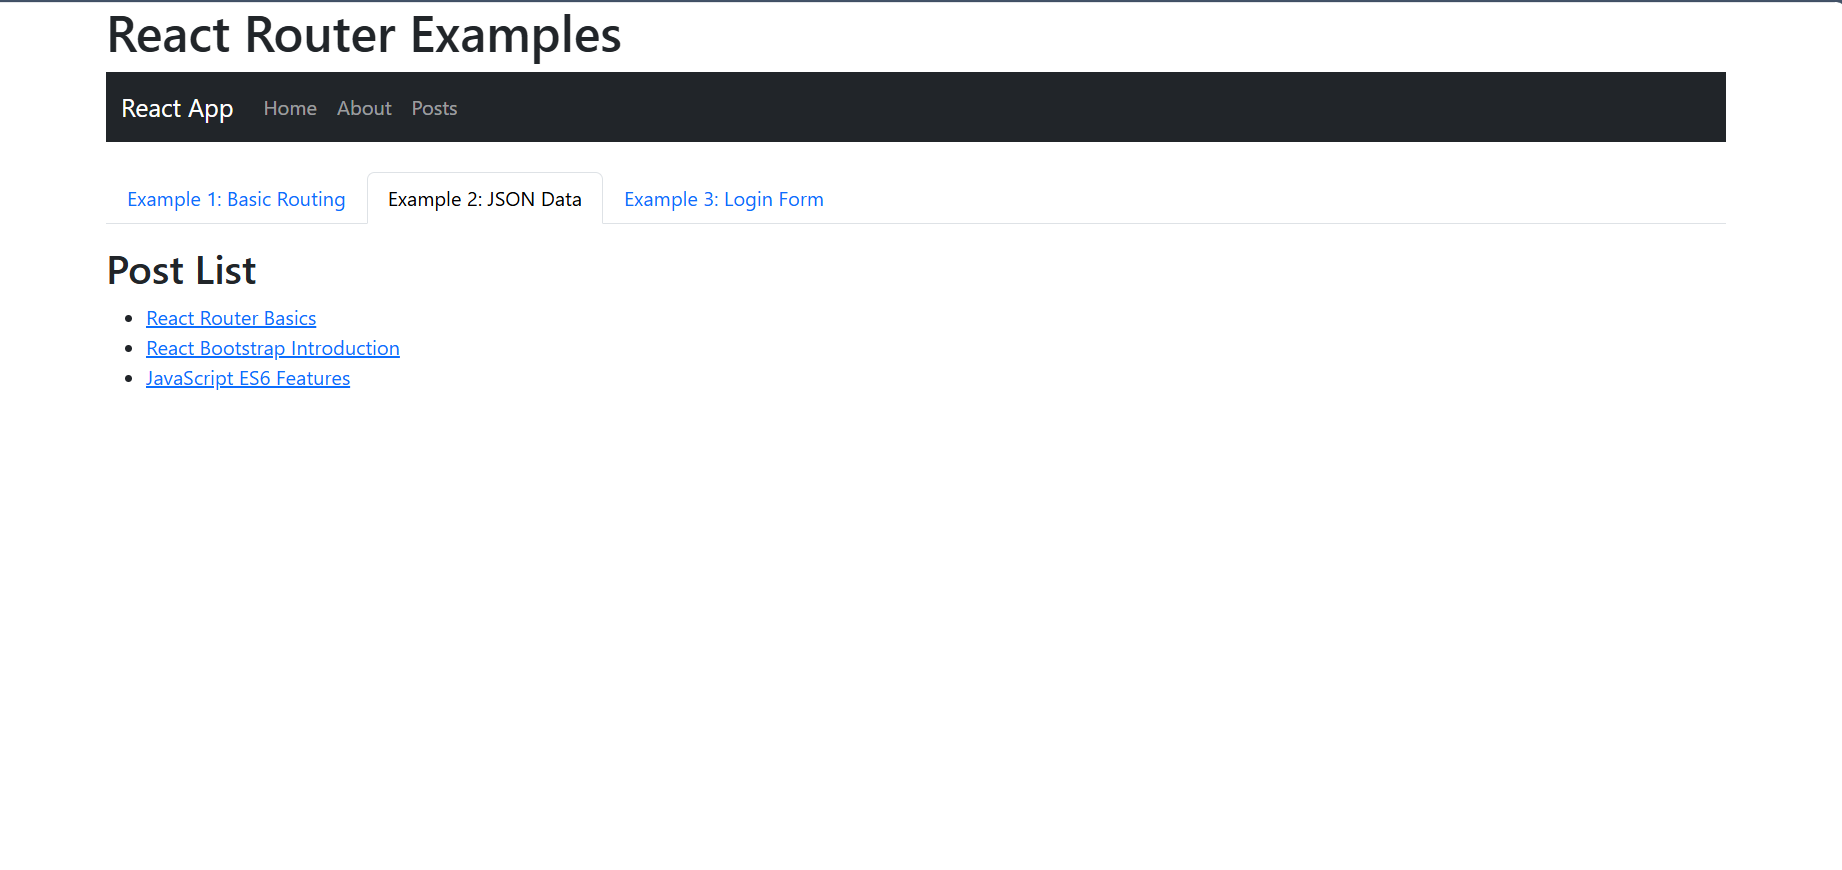 React Router Examples
React App Home About Posts
Example 1: Basic Routing Example 2: JSON Data Example 3: Login Form
Post List
React Router Basics
React Bootstrap Introduction
JavaScript ES6 Features